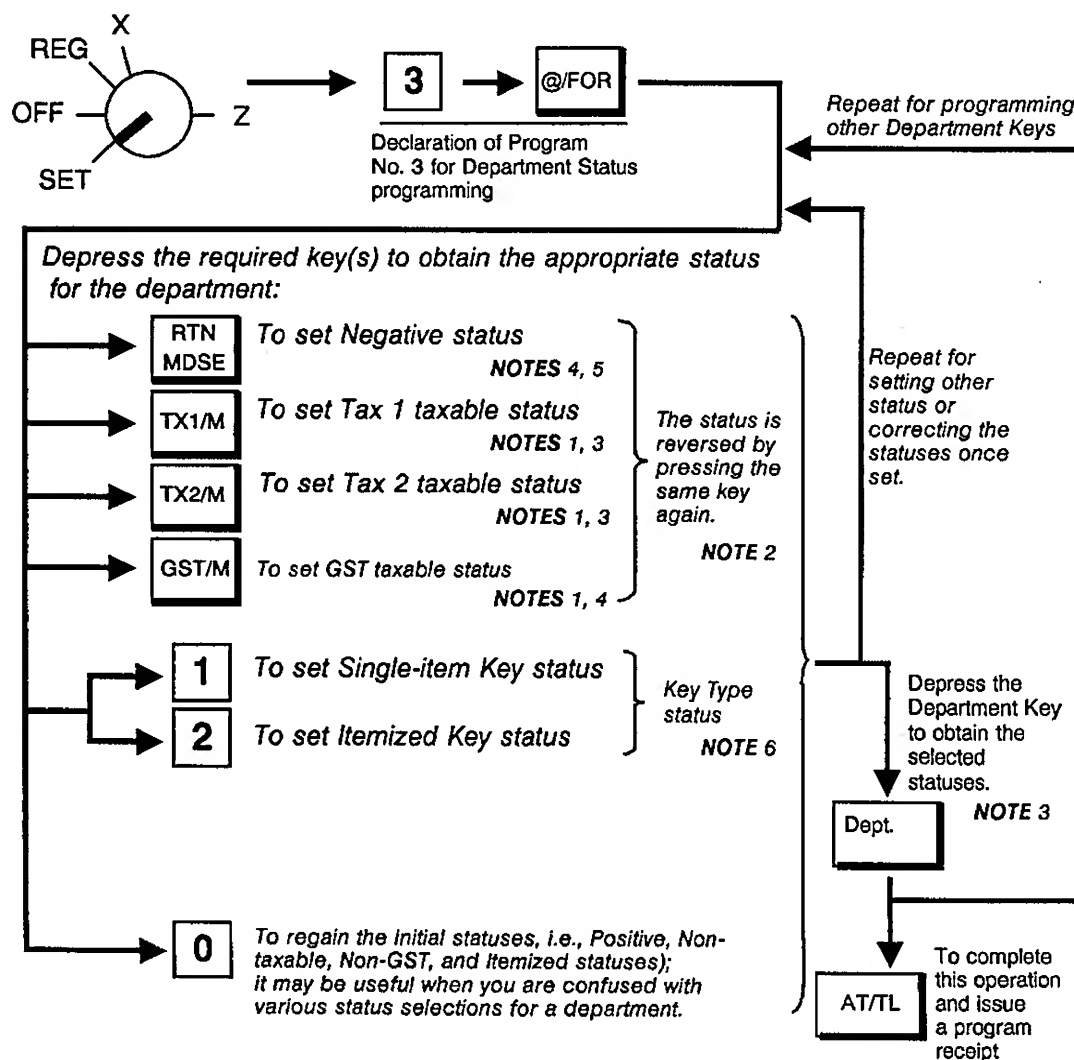 X
REG
OFF
Z
SET
3
@/FOR
Declaration of Program
No. 3 for Department Status
programming
Repeat for programming
other Department Keys
Depress the required key(s) to obtain the appropriate status
for the department:
RTN
MDSE
To set Negative status
NOTES 4, 5
TX1/M
To set Tax 1 taxable status
NOTES 1, 3
TX2/M
To set Tax 2 taxable status
NOTES 1, 3
GST/M
To set GST taxable status
NOTES 1, 4
The status is
reversed by
pressing the
same key
again.
NOTE 2
Repeat for
setting other
status or
correcting the
statuses once
set.
1
To set Single-item Key status
2
To set Itemized Key status
Key Type
status
NOTE 6
Depress the
Department Key
to obtain the
selected
statuses.
NOTE 3
Dept.
0
To regain the initial statuses, i.e., Positive, Non-
taxable, Non-GST, and Itemized statuses);
it may be useful when you are confused with
various status selections for a department.
AT/TL
To complete
this operation
and issue
a program
receipt